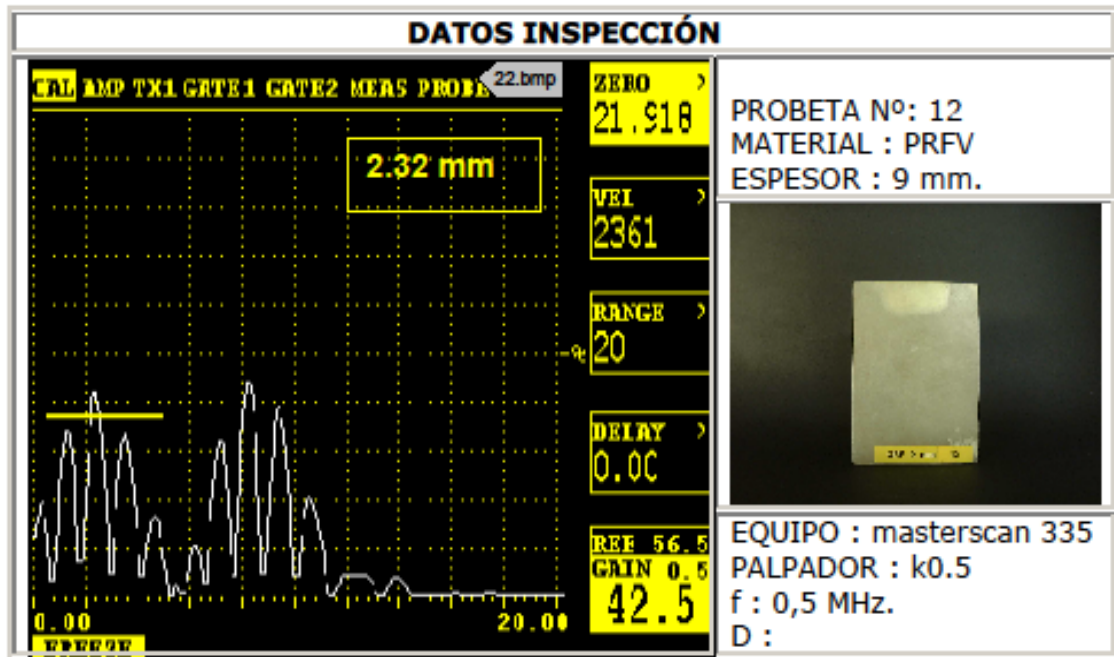 DATOS INSPECCIÓN
CAL AMP TX1 GATE1 GATE2 MEAS PROBE
22.bmp
2.32 mm
ZERO >
21.918
VEL >
2361
RANGE >
20
DELAY >
0.0C
REF 56.5
GAIN 0.5
42.5
0.00 20.00
FREEZE
PROBETA Nº: 12
MATERIAL : PRFV
ESPESOR : 9 mm.
EQUIPO : masterscan 335
PALPADOR : k0.5
f : 0,5 MHz.
D :